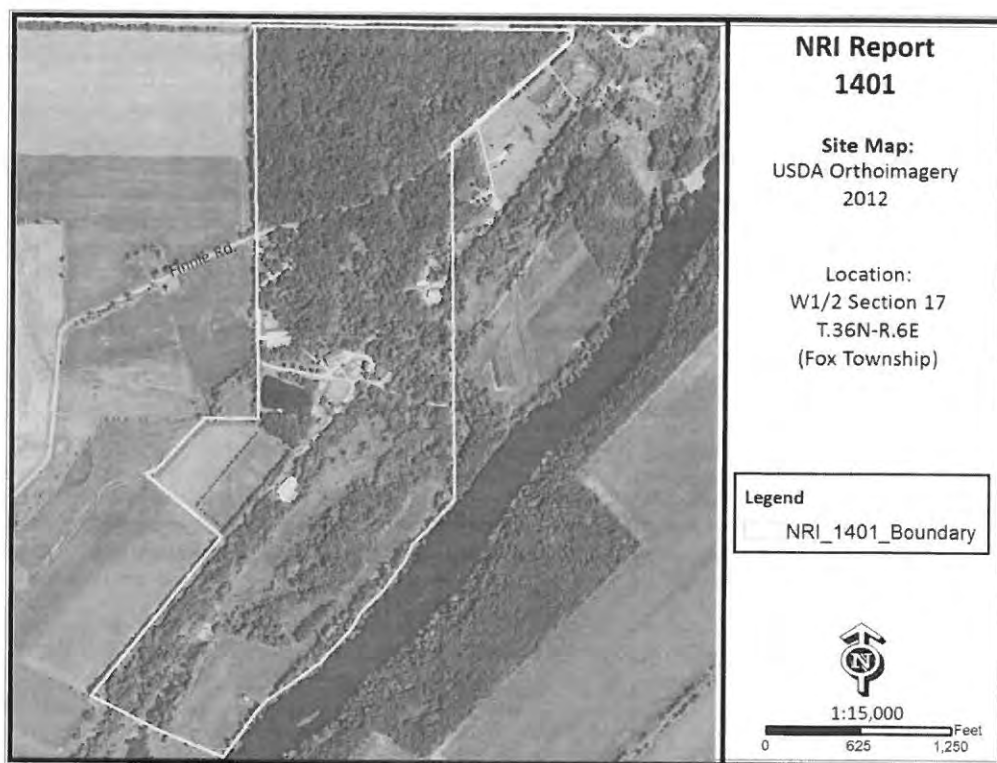 Finnie Rd.
NRI Report
1401
Site Map:
USDA Orthoimagery
2012
Location:
W1/2 Section 17
T.36N-R.6E
(Fox Township)
Legend
NRI_1401_Boundary
N
1:15,000
Feet
0 625 1,250